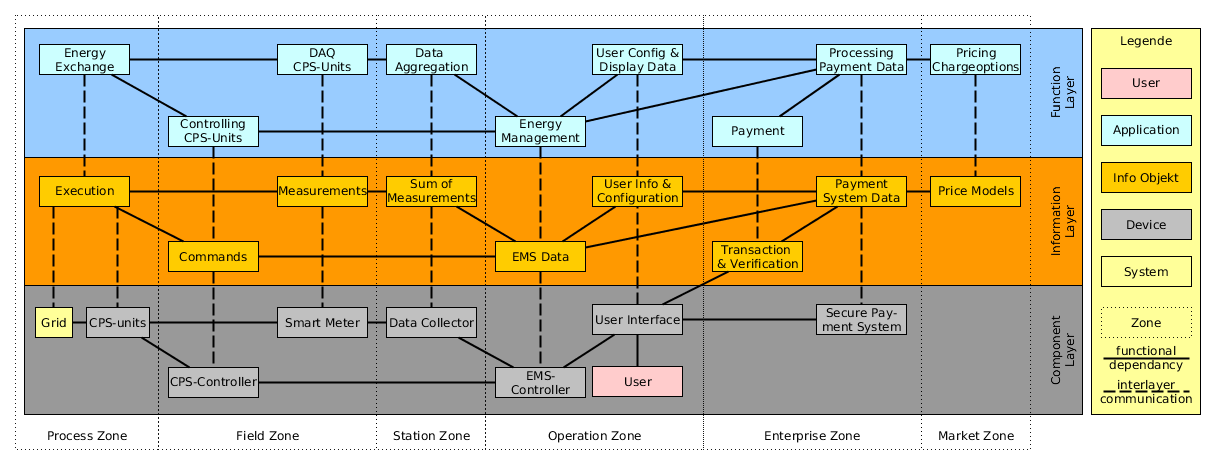 Energy
Exchange
DAQ
CPS-Units
Data
Aggregation
User Config &
Display Data
Processing
Payment Data
Pricing
Chargeoptions
Controlling
CPS-Units
Energy
Management
Payment
Function
Layer
Execution
Measurements
Sum of
Measurements
User Info &
Configuration
Payment
System Data
Price Models
Commands
EMS Data
Transaction
& Verification
Information
Layer
Grid
CPS-units
Smart Meter
Data Collector
User Interface
Secure Pay-
ment System
CPS-Controller
EMS-
Controller
User
Component
Layer
Process Zone
Field Zone
Station Zone
Operation Zone
Enterprise Zone
Market Zone
Legende
User
Application
Info Objekt
Device
System
Zone
functional
dependancy
interlayer
communication